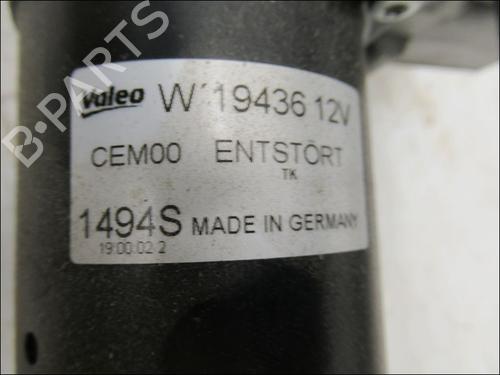 B-PARTS
Valeo W 19436 12V
CEM00 ENTSTÖRT
TK
1494S MADE IN GERMANY
19:00:02 2